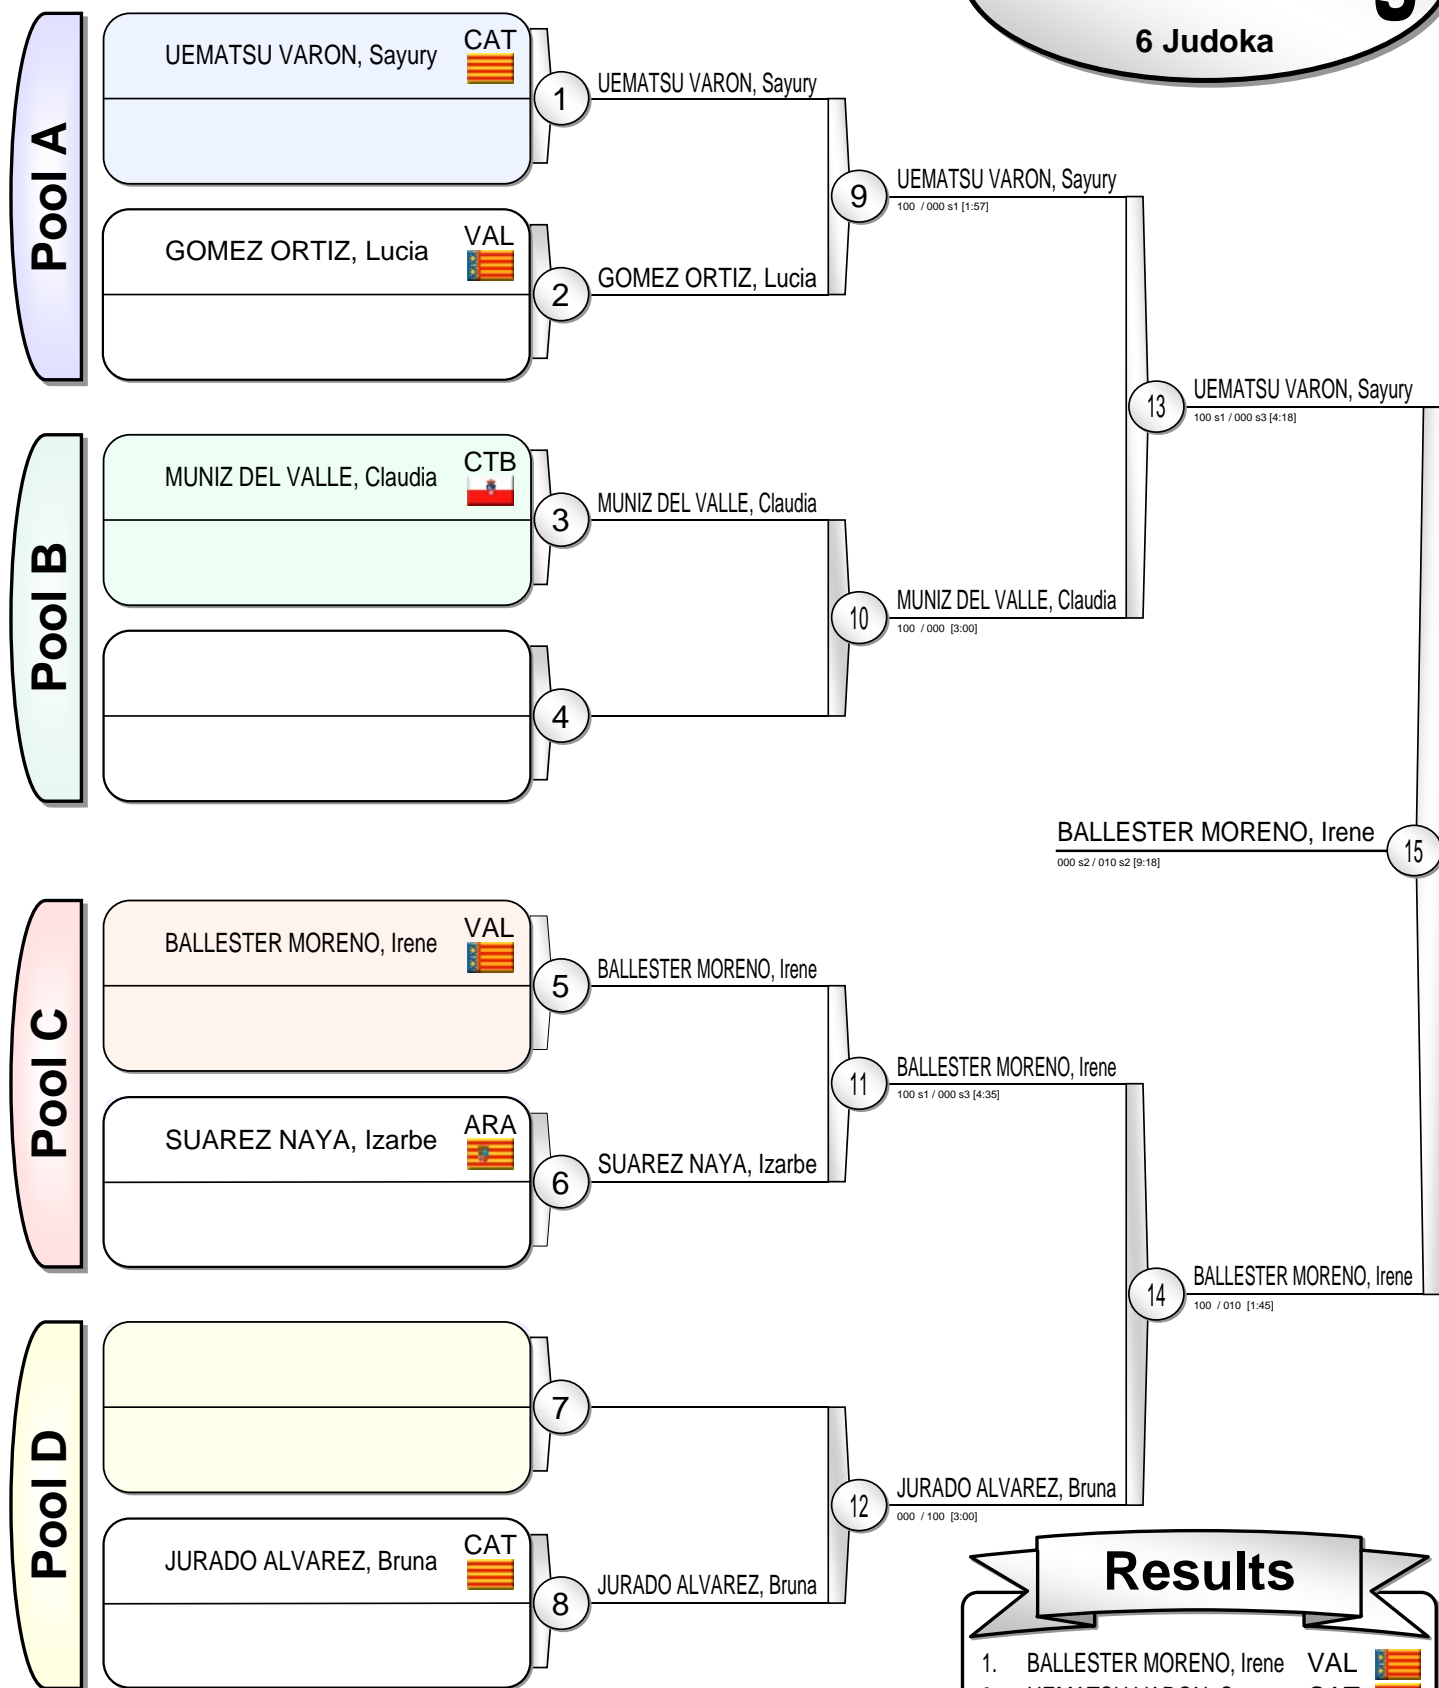 6 Judoka
Pool A
UEMATSU VARON, Sayury CAT
1 UEMATSU VARON, Sayury
9 UEMATSU VARON, Sayury
100 / 000 s1 [1:57]
GOMEZ ORTIZ, Lucia VAL
2 GOMEZ ORTIZ, Lucia
13 UEMATSU VARON, Sayury
100 s1 / 000 s3 [4:18]
Pool B
MUNIZ DEL VALLE, Claudia CTB
3 MUNIZ DEL VALLE, Claudia
10 MUNIZ DEL VALLE, Claudia
100 / 000 [3:00]
4
BALLESTER MORENO, Irene 15
000 s2 / 010 s2 [9:18]
Pool C
BALLESTER MORENO, Irene VAL
5 BALLESTER MORENO, Irene
11 BALLESTER MORENO, Irene
100 s1 / 000 s3 [4:35]
SUAREZ NAYA, Izarbe ARA
6 SUAREZ NAYA, Izarbe
14 BALLESTER MORENO, Irene
100 / 010 [1:45]
Pool D
7
12 JURADO ALVAREZ, Bruna
000 / 100 [3:00]
JURADO ALVAREZ, Bruna CAT
8 JURADO ALVAREZ, Bruna
Results
1. BALLESTER MORENO, Irene VAL